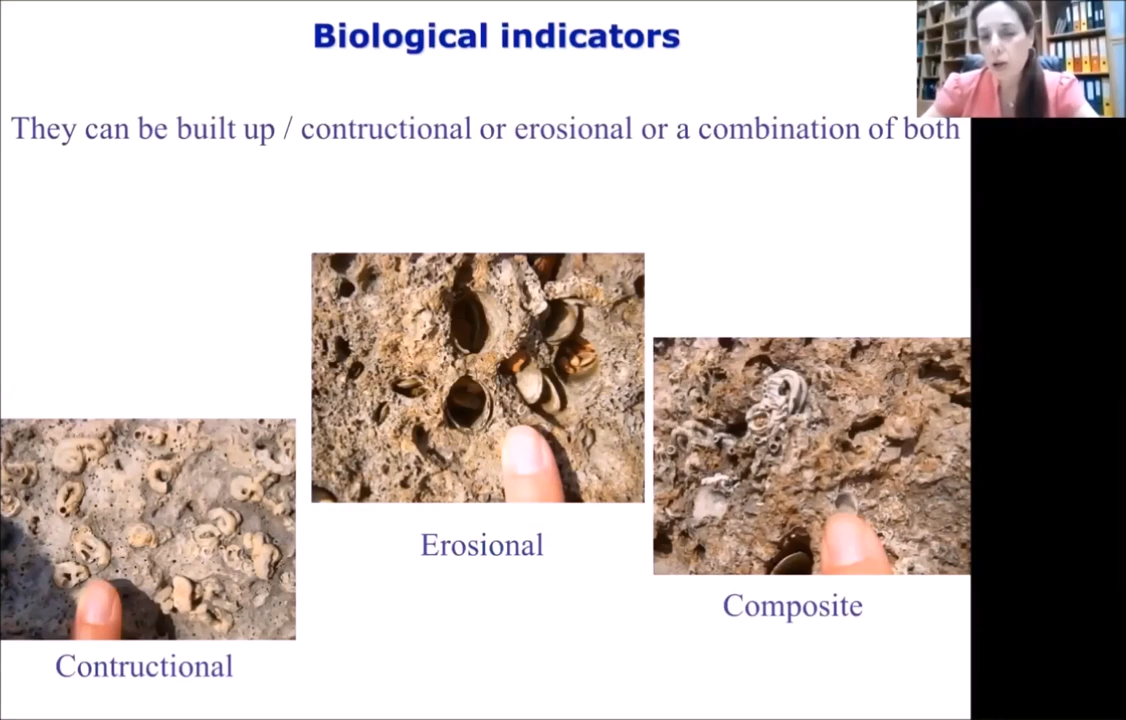 Biological indicators
They can be built up / contructional or erosional or a combination of both
Erosional
Composite
Contructional